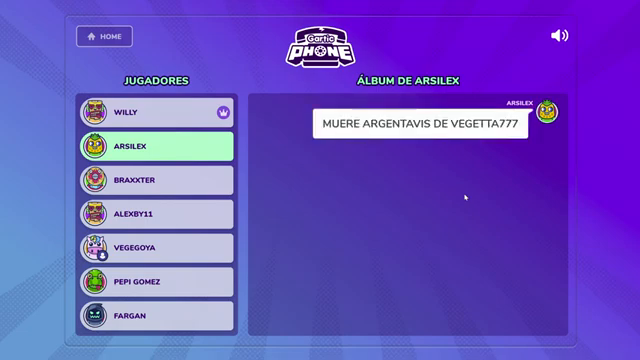 HOME
Gartic
PHONE
JUGADORES
WILLY
ARSILEX
BRAXXTER
ALEXBY11
VEGEGOYA
PEPI GOMEZ
FARGAN
ÁLBUM DE ARSILEX
ARSILEX
MUERE ARGENTAVIS DE VEGETTA777